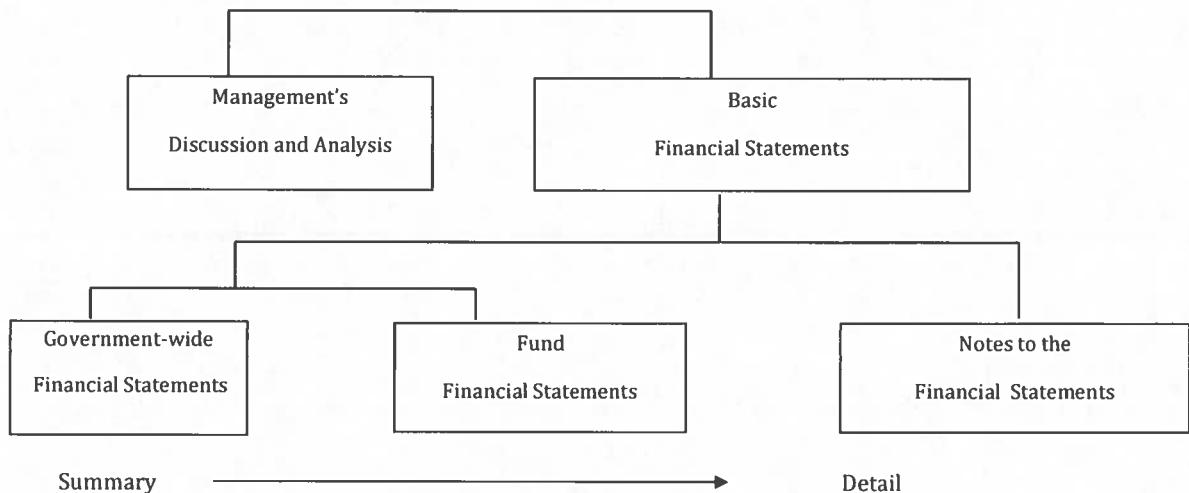 Management's
Discussion and Analysis
Basic
Financial Statements
Government-wide
Financial Statements
Fund
Financial Statements
Notes to the
Financial Statements
Summary
Detail